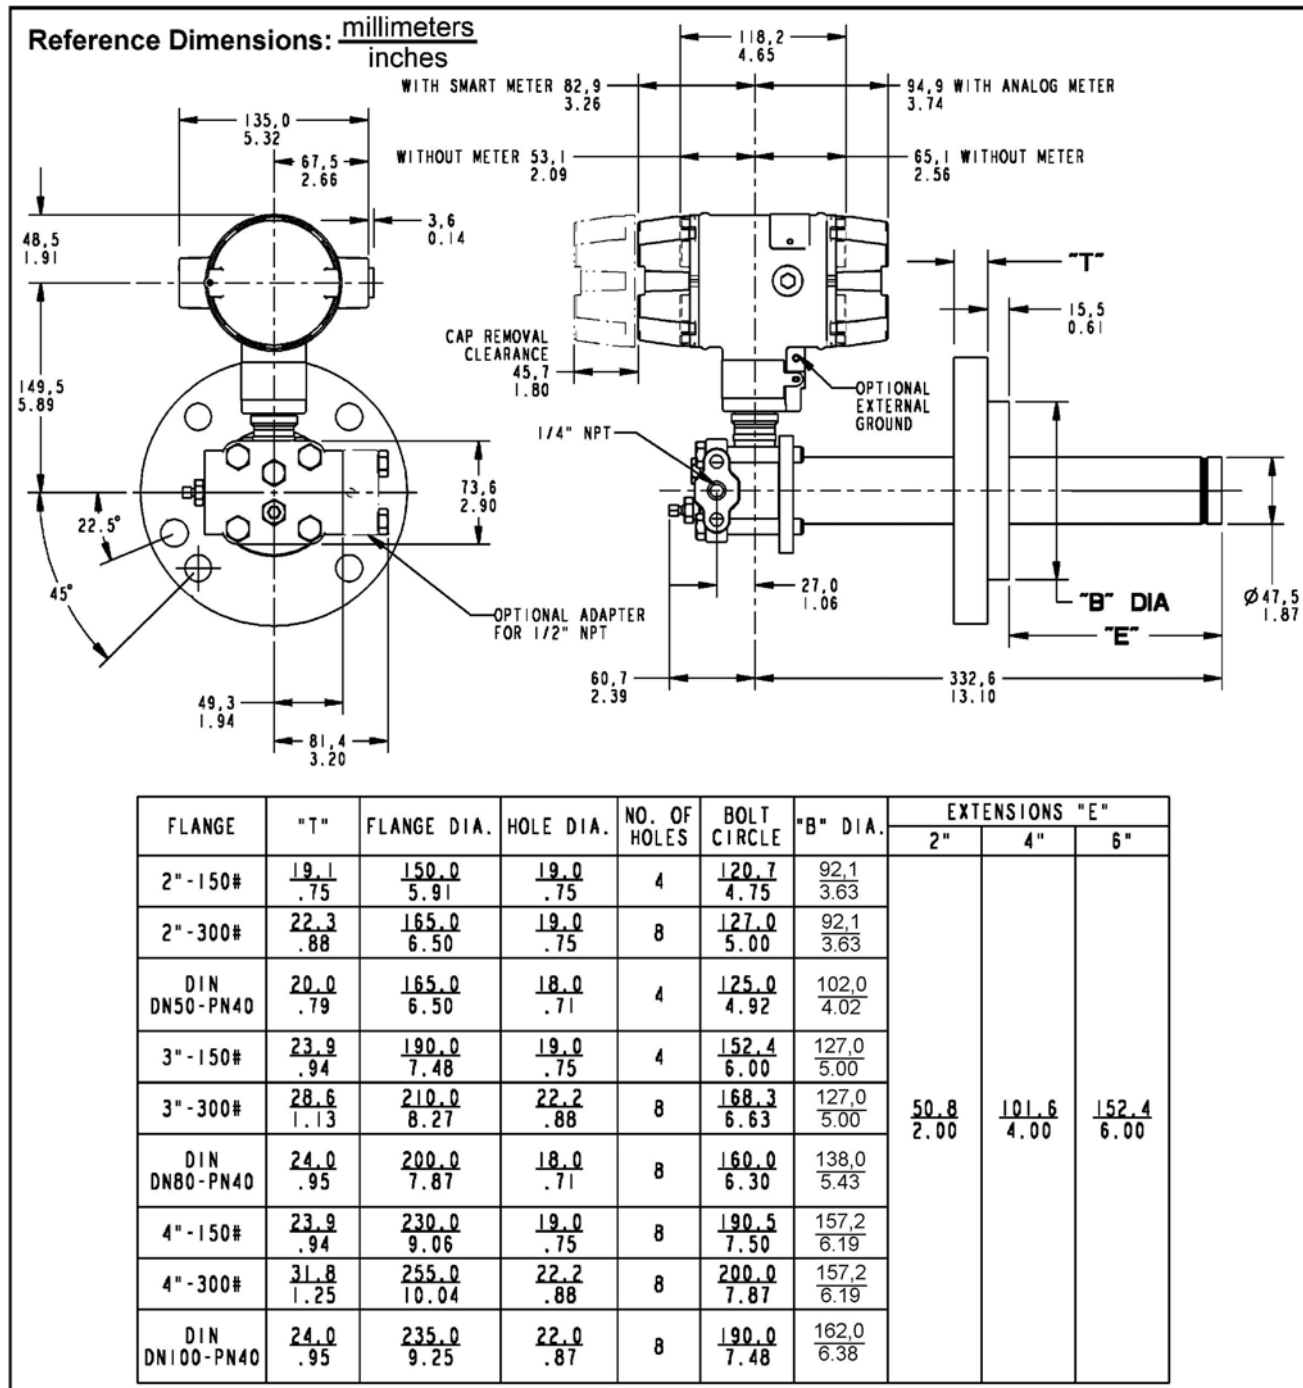 Reference Dimensions: millimeters
inches
118,2
4.65
WITH SMART METER 82,9
3.26
94,9 WITH ANALOG METER
3.74
135,0
5.32
67,5
2.66
WITHOUT METER 53,1
2.09
65,1 WITHOUT METER
2.56
3,6
0.14
48,5
1.91
"T"
15,5
0.61
CAP REMOVAL
CLEARANCE
45,7
1.80
149,5
5.89
OPTIONAL
EXTERNAL
GROUND
1/4" NPT
73,6
2.90
22.5°
45°
27,0
1.06
"B" DIA
Ø47,5
1.87
"E"
OPTIONAL ADAPTER
FOR 1/2" NPT
60,7
2.39
332,6
13.10
49,3
1.94
81,4
3.20
FLANGE "T" FLANGE DIA. HOLE DIA. NO. OF HOLES BOLT CIRCLE "B" DIA. EXTENSIONS "E"
2" 4" 6"
2"-150# 19.1 150.0 19.0 4 120.7 92,1
.75 5.91 .75 4.75 3.63
2"-300# 22.3 165.0 19.0 8 127.0 92,1
.88 6.50 .75 5.00 3.63
DIN 20.0 165.0 18.0 4 125.0 102,0
DN50-PN40 .79 6.50 .71 4.92 4.02
3"-150# 23.9 190.0 19.0 4 152.4 127,0
.94 7.48 .75 6.00 5.00
3"-300# 28.6 210.0 22.2 8 168.3 127,0
1.13 8.27 .88 6.63 5.00
50.8 101.6 152.4
2.00 4.00 6.00
DIN 24.0 200.0 18.0 8 160.0 138,0
DN80-PN40 .95 7.87 .71 6.30 5.43
4"-150# 23.9 230.0 19.0 8 190.5 157,2
.94 9.06 .75 7.50 6.19
4"-300# 31.8 255.0 22.2 8 200.0 157,2
1.25 10.04 .88 7.87 6.19
DIN 24.0 235.0 22.0 8 190.0 162,0
DN100-PN40 .95 9.25 .87 7.48 6.38